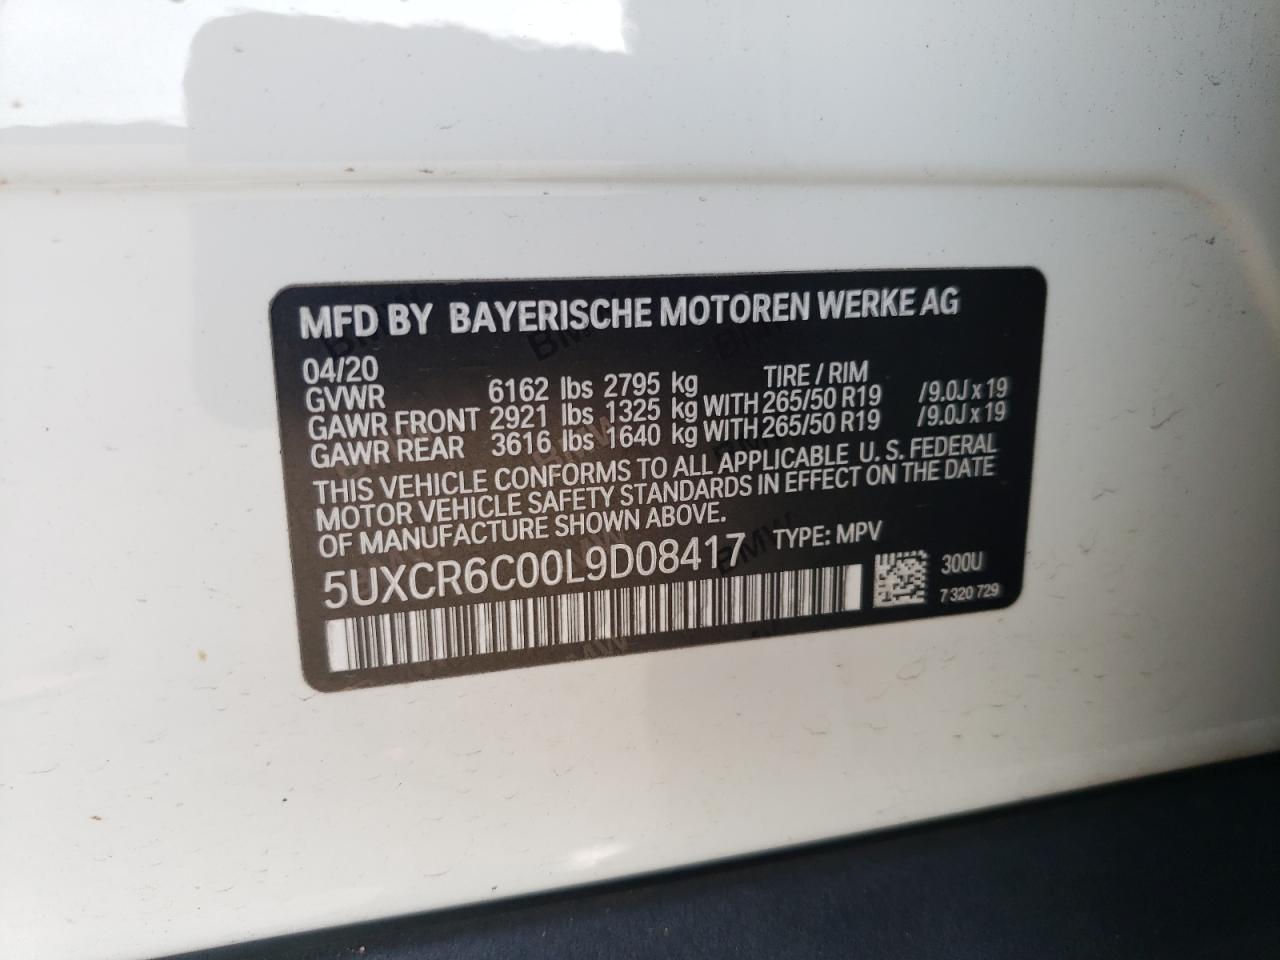 MFD BY BAYERISCHE MOTOREN WERKE AG
04/20
TIRE / RIM
GVWR 6162 lbs 2795 kg
GAWR FRONT 2921 lbs 1325 kg WITH 265/50 R19 /9.0J x 19
GAWR REAR 3616 lbs 1640 kg WITH 265/50 R19 /9.0J x 19
THIS VEHICLE CONFORMS TO ALL APPLICABLE U. S. FEDERAL
MOTOR VEHICLE SAFETY STANDARDS IN EFFECT ON THE DATE
OF MANUFACTURE SHOWN ABOVE.
5UXCR6C00L9D08417 TYPE: MPV
300U
7 320 729